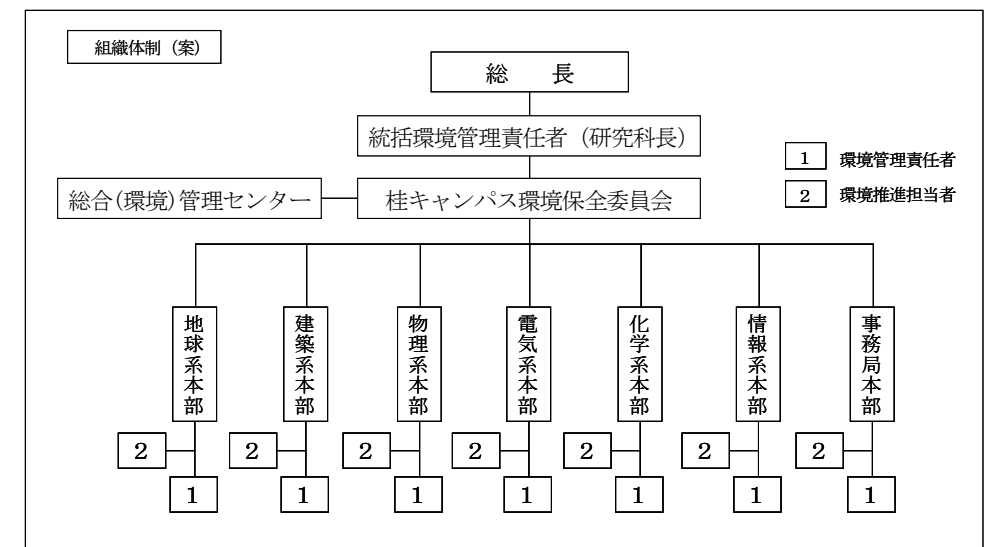 組織体制（案）
総　　長
統括環境管理責任者（研究科長）
1 環境管理責任者
2 環境推進担当者
総合(環境)管理センター
桂キャンパス環境保全委員会
地球系本部
建築系本部
物理系本部
電気系本部
化学系本部
情報系本部
事務局本部
2 2 2 2 2 2 2
1 1 1 1 1 1 1